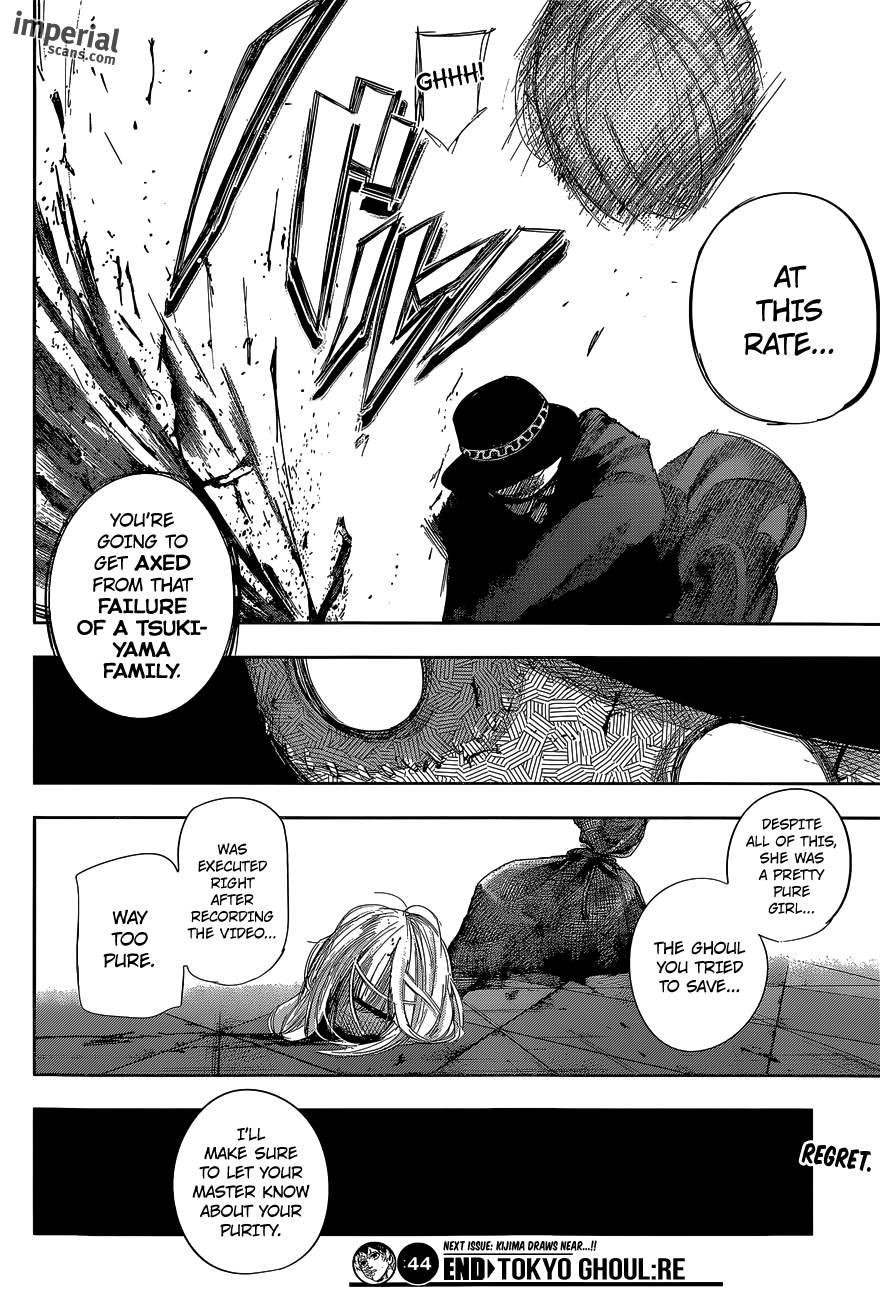 imperial
scans.com
GHHH!
AT
THIS
RATE...
YOU'RE
GOING TO
GET AXED
FROM THAT
FAILURE
OF A TSUKI-
YAMA
FAMILY.
DESPITE
ALL OF THIS,
SHE WAS
A PRETTY
PURE
GIRL...
THE GHOUL
YOU TRIED
TO SAVE...
WAS
EXECUTED
RIGHT
AFTER
RECORDING
THE VIDEO...
WAY
TOO
PURE.
I'LL
MAKE SURE
TO LET YOUR
MASTER KNOW
ABOUT YOUR
PURITY.
REGRET.
NEXT ISSUE: KIJIMA DRAWS NEAR...!!
:44 END TOKYO GHOUL:RE